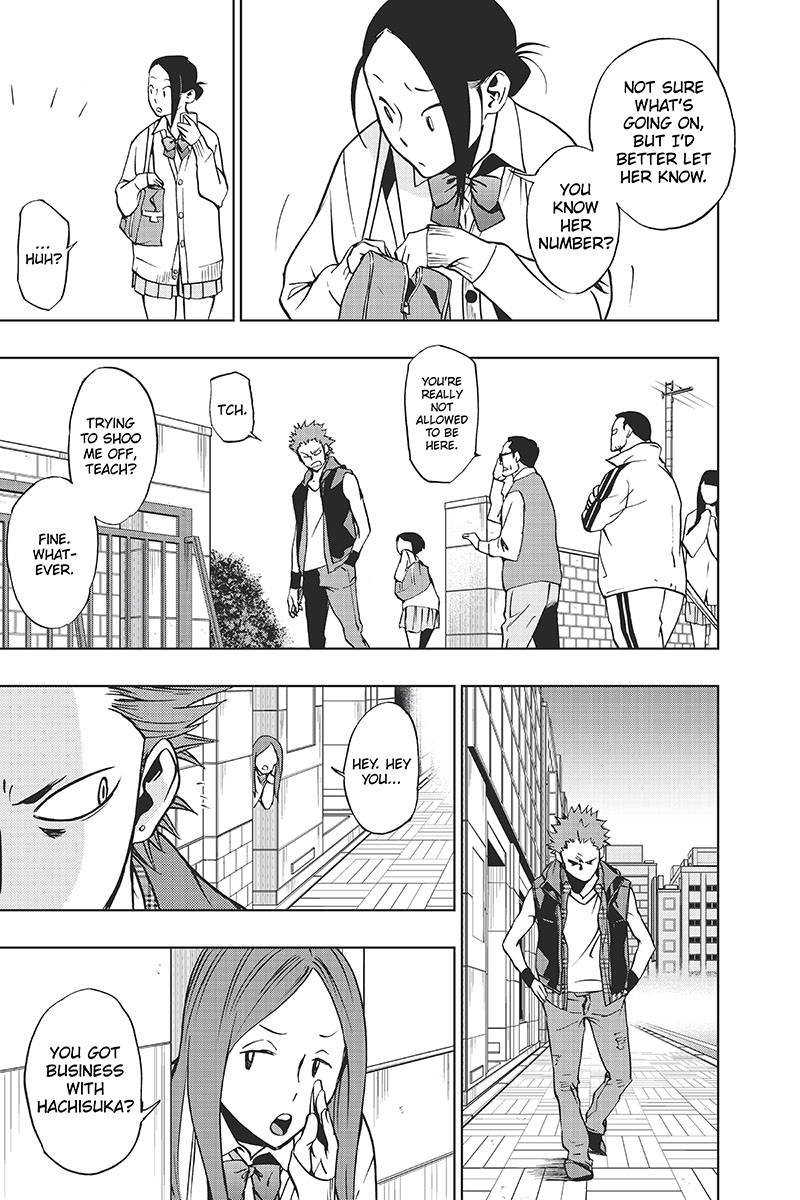 NOT SURE
WHAT'S
GOING ON,
BUT I'D
BETTER LET
HER KNOW.
YOU
KNOW
HER
NUMBER?
...
HUH?
YOU'RE
REALLY
NOT
ALLOWED
TO BE
HERE.
TCH.
TRYING
TO SHOO
ME OFF,
TEACH?
FINE.
WHAT-
EVER.
HEY. HEY
YOU...
YOU GOT
BUSINESS
WITH
HACHISUKA?